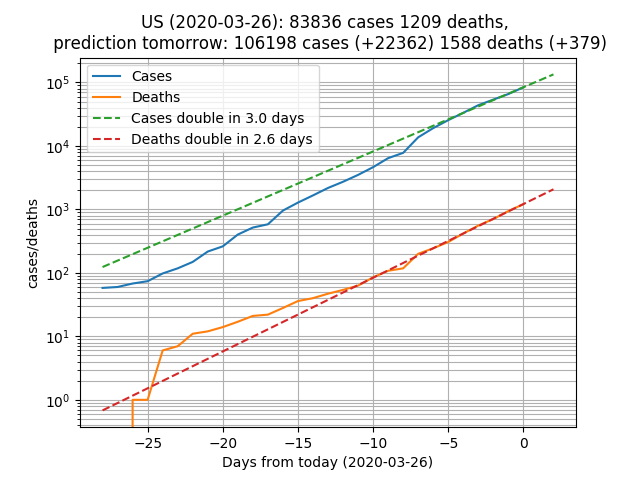 US (2020-03-26): 83836 cases 1209 deaths,
prediction tomorrow: 106198 cases (+22362) 1588 deaths (+379)
Cases
Deaths
Cases double in 3.0 days
Deaths double in 2.6 days
cases/deaths
10⁵
10⁴
10³
10²
10¹
10⁰
−25 −20 −15 −10 −5 0
Days from today (2020-03-26)